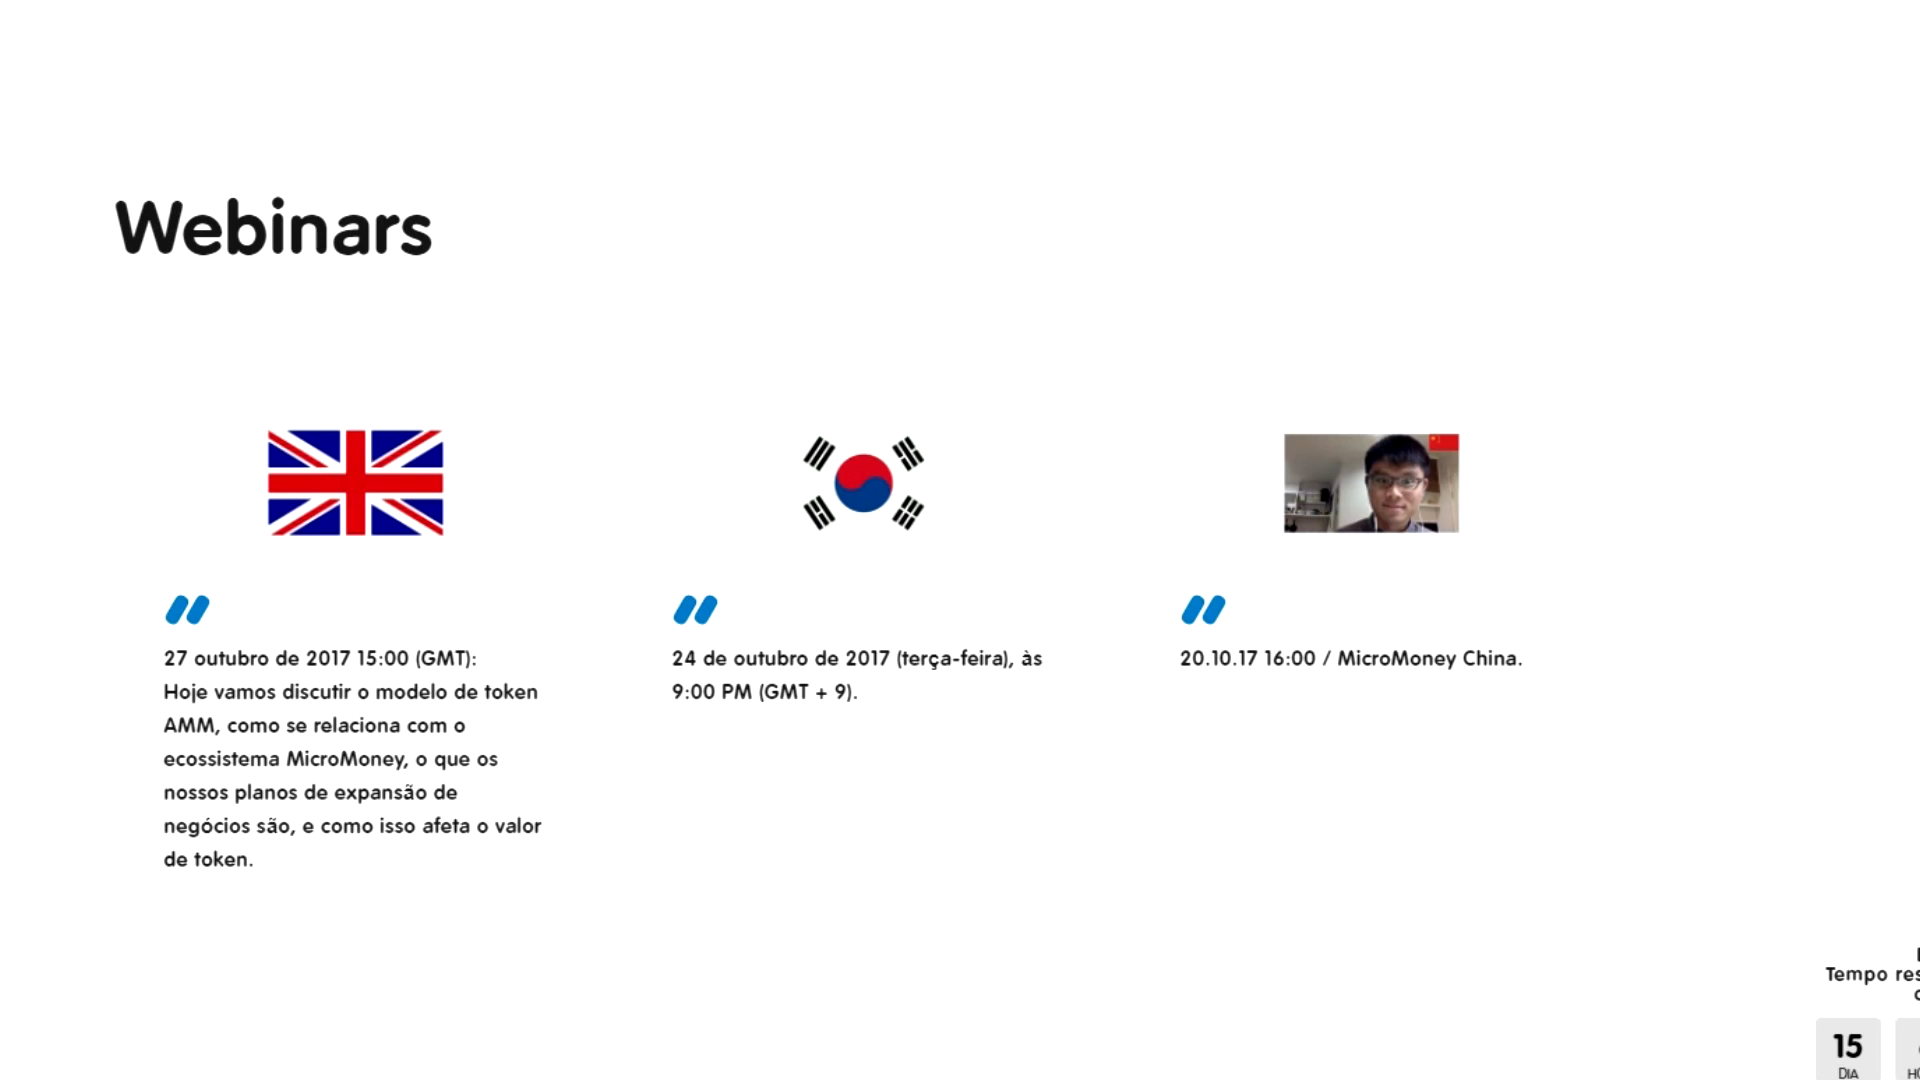 Webinars
27 outubro de 2017 15:00 (GMT):
Hoje vamos discutir o modelo de token
AMM, como se relaciona com o
ecossistema MicroMoney, o que os
nossos planos de expansão de
negócios são, e como isso afeta o valor
de token.
24 de outubro de 2017 (terça-feira), às
9:00 PM (GMT + 9).
20.10.17 16:00 / MicroMoney China.
Tempo
15
DIA